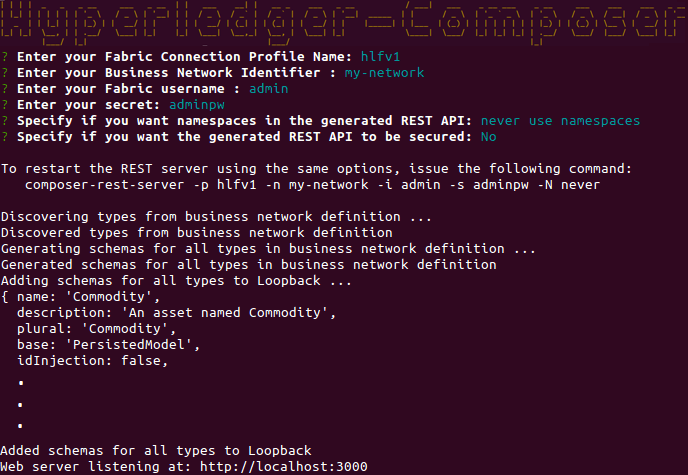 Hyperledger-Composer
? Enter your Fabric Connection Profile Name: hlfv1
? Enter your Business Network Identifier : my-network
? Enter your Fabric username : admin
? Enter your secret: adminpw
? Specify if you want namespaces in the generated REST API: never use namespaces
? Specify if you want the generated REST API to be secured: No
To restart the REST server using the same options, issue the following command:
composer-rest-server -p hlfv1 -n my-network -i admin -s adminpw -N never
Discovering types from business network definition ...
Discovered types from business network definition
Generating schemas for all types in business network definition ...
Generated schemas for all types in business network definition
Adding schemas for all types to Loopback ...
{ name: 'Commodity',
description: 'An asset named Commodity',
plural: 'Commodity',
base: 'PersistedModel',
idInjection: false,
.
.
.
Added schemas for all types to Loopback
Web server listening at: http://localhost:3000